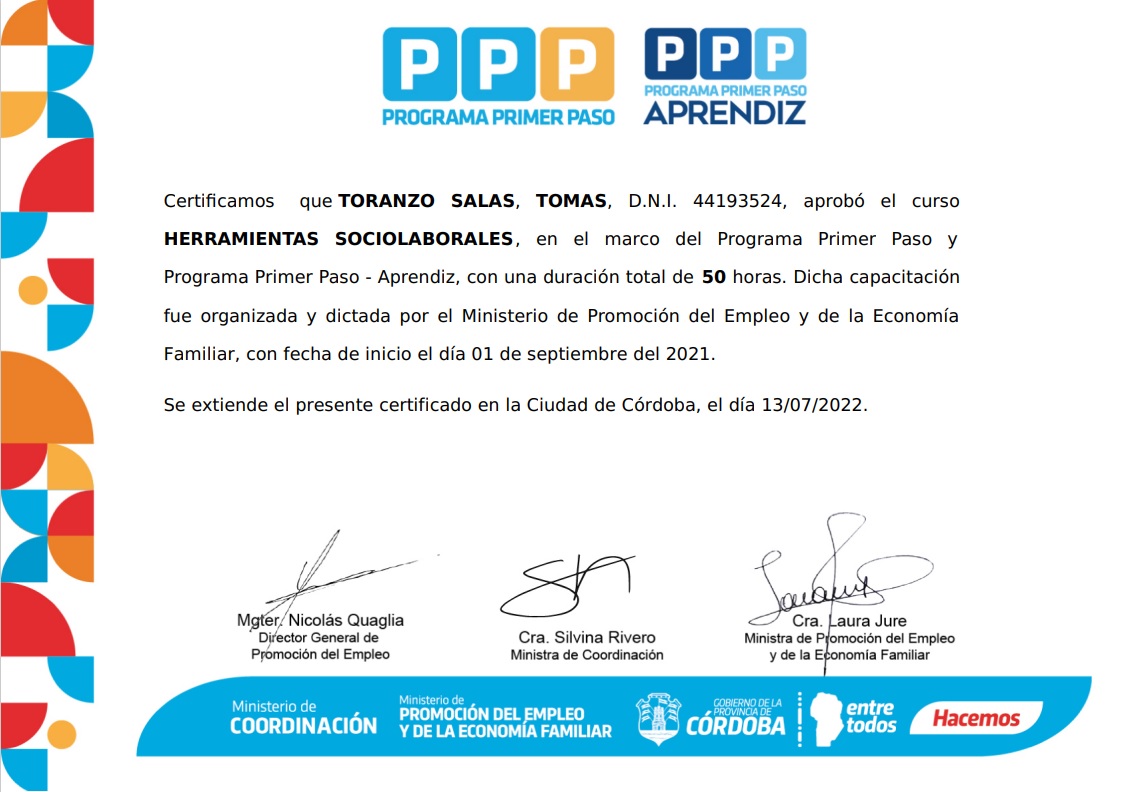 PPP PPP
PROGRAMA PRIMER PASO PROGRAMA PRIMER PASO
APRENDIZ
Certificamos que TORANZO SALAS, TOMAS, D.N.I. 44193524, aprobó el curso
HERRAMIENTAS SOCIOLABORALES, en el marco del Programa Primer Paso y
Programa Primer Paso - Aprendiz, con una duración total de 50 horas. Dicha capacitación
fue organizada y dictada por el Ministerio de Promoción del Empleo y de la Economía
Familiar, con fecha de inicio el día 01 de septiembre del 2021.
Se extiende el presente certificado en la Ciudad de Córdoba, el día 13/07/2022.
Mgter. Nicolás Quaglia
Director General de
Promoción del Empleo
Cra. Silvina Rivero
Ministra de Coordinación
Cra. Laura Jure
Ministra de Promoción del Empleo
y de la Economía Familiar
Ministerio de
COORDINACIÓN
Ministerio de
PROMOCIÓN DEL EMPLEO
Y DE LA ECONOMÍA FAMILIAR
GOBIERNO DE LA
PROVINCIA DE
CÓRDOBA
entre
todos
Hacemos